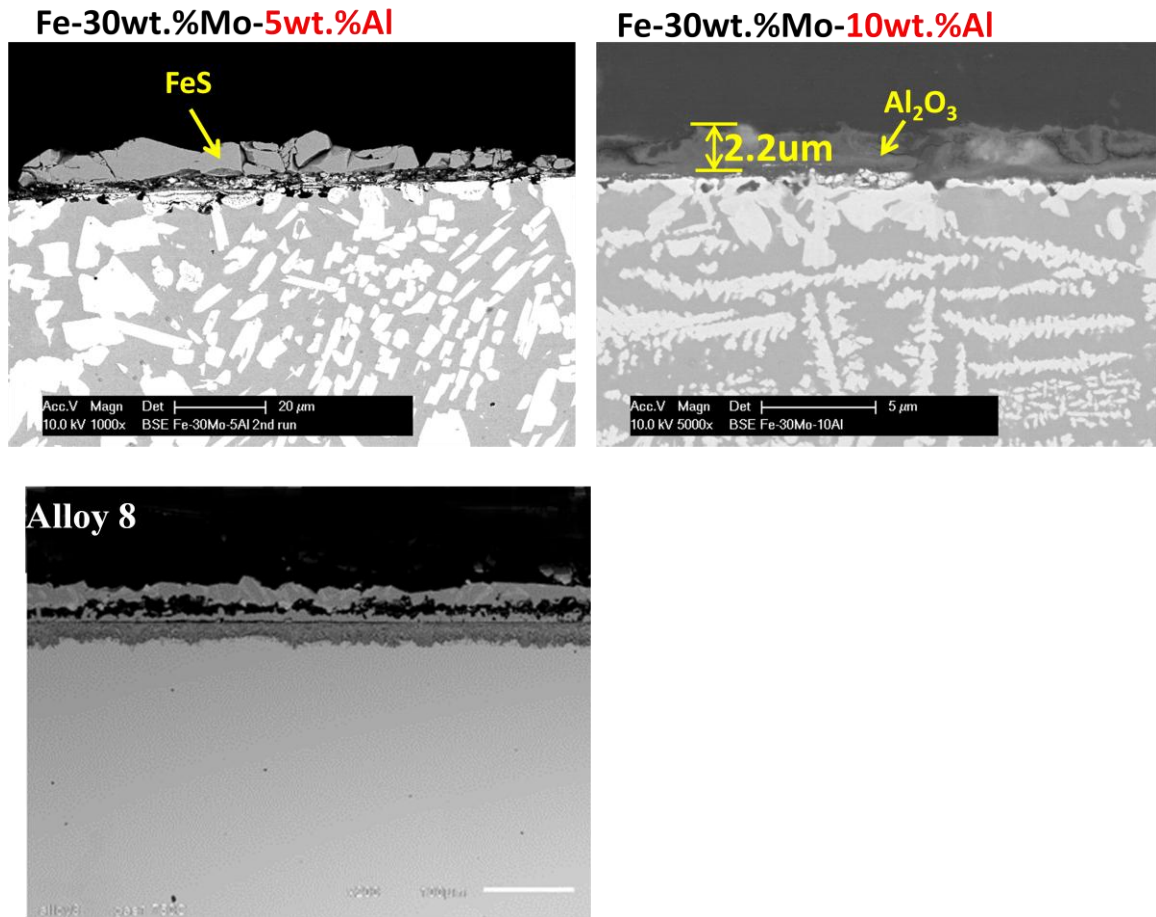 Fe-30wt.%Mo-5wt.%Al
Fe-30wt.%Mo-10wt.%Al
FeS
Al₂O₃
2.2um
Acc.V Magn Det 20 μm
10.0 kV 1000x BSE Fe-30Mo-5Al 2nd run
Acc.V Magn Det 5 μm
10.0 kV 5000x BSE Fe-30Mo-10Al
Alloy 8
x200 100μm